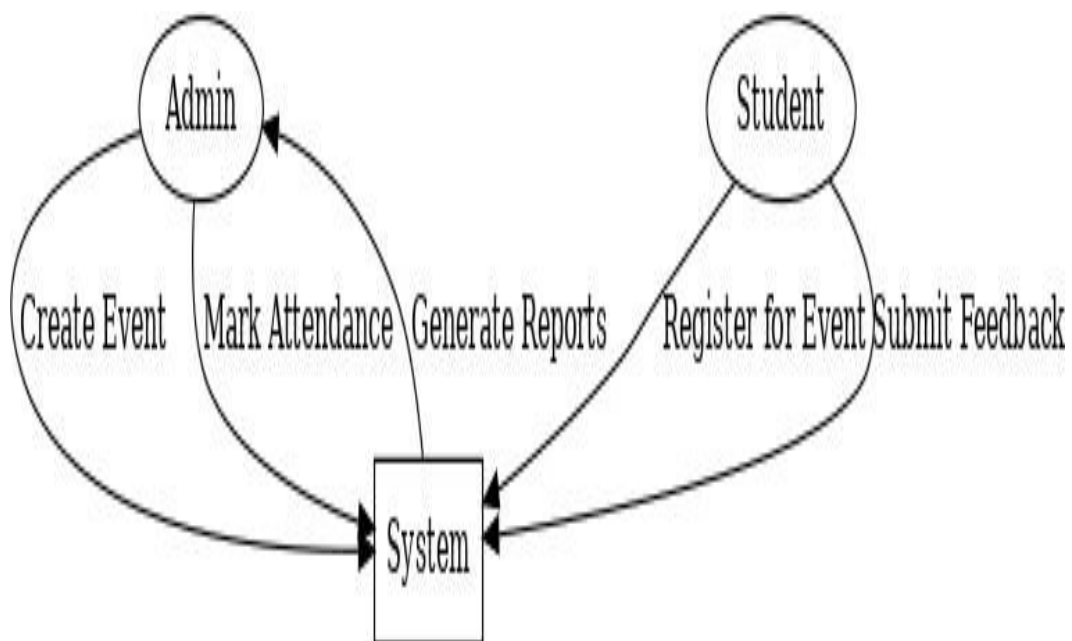 Admin
Student
Create Event
Mark Attendance
Generate Reports
Register for Event
Submit Feedback
System